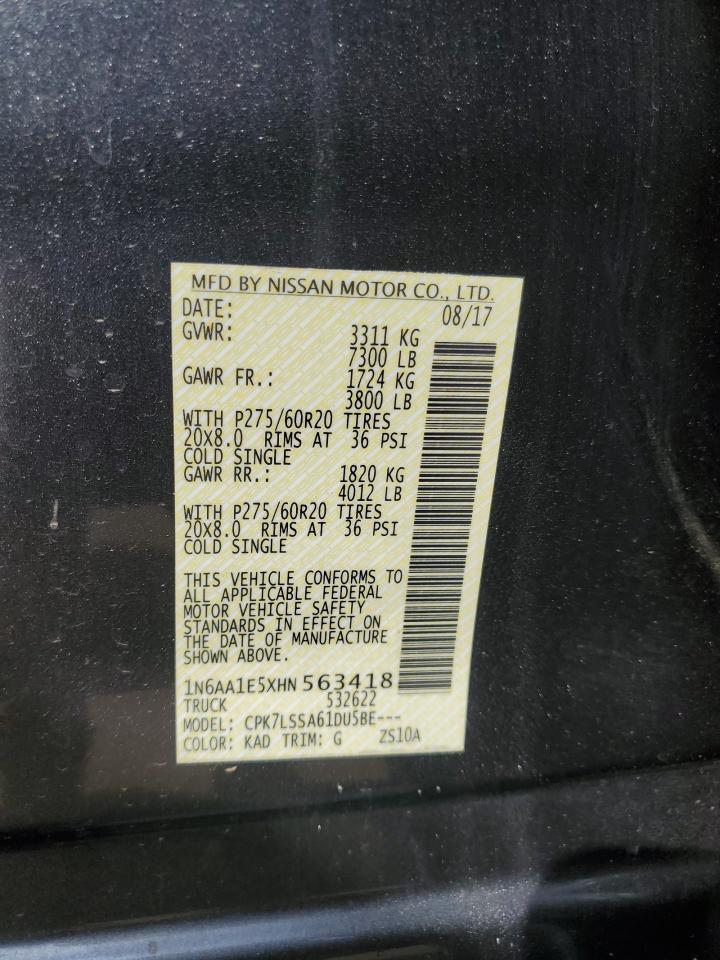 MFD BY NISSAN MOTOR CO., LTD.
DATE: 08/17
GVWR: 3311 KG
7300 LB
GAWR FR.: 1724 KG
3800 LB
WITH P275/60R20 TIRES
20X8.0 RIMS AT 36 PSI
COLD SINGLE
GAWR RR.: 1820 KG
4012 LB
WITH P275/60R20 TIRES
20X8.0 RIMS AT 36 PSI
COLD SINGLE
THIS VEHICLE CONFORMS TO
ALL APPLICABLE FEDERAL
MOTOR VEHICLE SAFETY
STANDARDS IN EFFECT ON
THE DATE OF MANUFACTURE
SHOWN ABOVE.
1N6AA1E5XHN563418
TRUCK 532622
MODEL: CPK7LSSA61DU5BE---
COLOR: KAD TRIM: G ZS10A